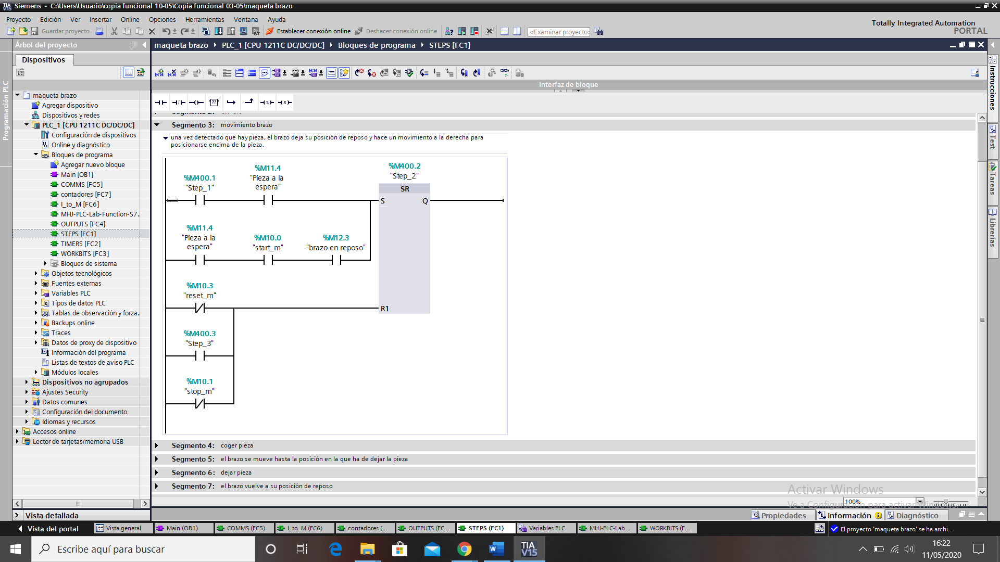 Siemens - C:\Users\Usuario\copia funcional 10-05\Copia funcional 03-05\maqueta brazo
Proyecto Edición Ver Insertar Online Opciones Herramientas Ventana Ayuda
Totally Integrated Automation
PORTAL
Guardar proyecto Establecer conexión online Deshacer conexión online <Examinar proyecto>
Árbol del proyecto
maqueta brazo PLC_1 [CPU 1211C DC/DC/DC] Bloques de programa STEPS [FC1]
Dispositivos
Programación PLC
maqueta brazo
Agregar dispositivo
Dispositivos y redes
PLC_1 [CPU 1211C DC/DC/DC]
Configuración de dispositivos
Online y diagnóstico
Bloques de programa
Agregar nuevo bloque
Main [OB1]
COMMS [FC5]
contadores [FC7]
I_to_M [FC6]
MHJ-PLC-Lab-Function-S7..
OUTPUTS [FC4]
STEPS [FC1]
TIMERS [FC2]
WORKBITS [FC3]
Bloques de sistema
Objetos tecnológicos
Fuentes externas
Variables PLC
Tipos de datos PLC
Tablas de observación y forza..
Backups online
Traces
Datos de proxy de dispositivo
Información del programa
Listas de textos de aviso PLC
Módulos locales
Dispositivos no agrupados
Ajustes Security
Datos comunes
Configuración del documento
Idiomas y recursos
Accesos online
Lector de tarjetas/memoria USB
Vista detallada
Interfaz de bloque
Segmento 3: movimiento brazo
una vez detectado que hay pieza, el brazo deja su posición de reposo y hace un movimiento a la derecha para
posicionarse encima de la pieza.
%M400.1
"Step_1"
%M11.4
"Pieza a la
espera"
%M400.2
"Step_2"
SR
S Q
%M11.4
"Pieza a la
espera"
%M10.0
"start_m"
%M12.3
"brazo en reposo"
%M10.3
"reset_m"
R1
%M400.3
"Step_3"
%M10.1
"stop_m"
Segmento 4: coger pieza
Segmento 5: el brazo se mueve hasta la posición en la que ha de dejar la pieza
Segmento 6: dejar pieza
Segmento 7: el brazo vuelve a su posición de reposo
Activar Windows
Ve a Configuración para activar Windows.
100%
Instrucciones
Test
Tareas
Librerías
Propiedades Información Diagnóstico
Vista del portal Vista general Main (OB1) COMMS (FC5) I_to_M (FC6) contadores (... OUTPUTS (FC... STEPS (FC1) Variables PLC MHJ-PLC-Lab... WORKBITS (F... El proyecto 'maqueta brazo' se ha archi...
Escribe aquí para buscar
TIA
V15
16:22
11/05/2020